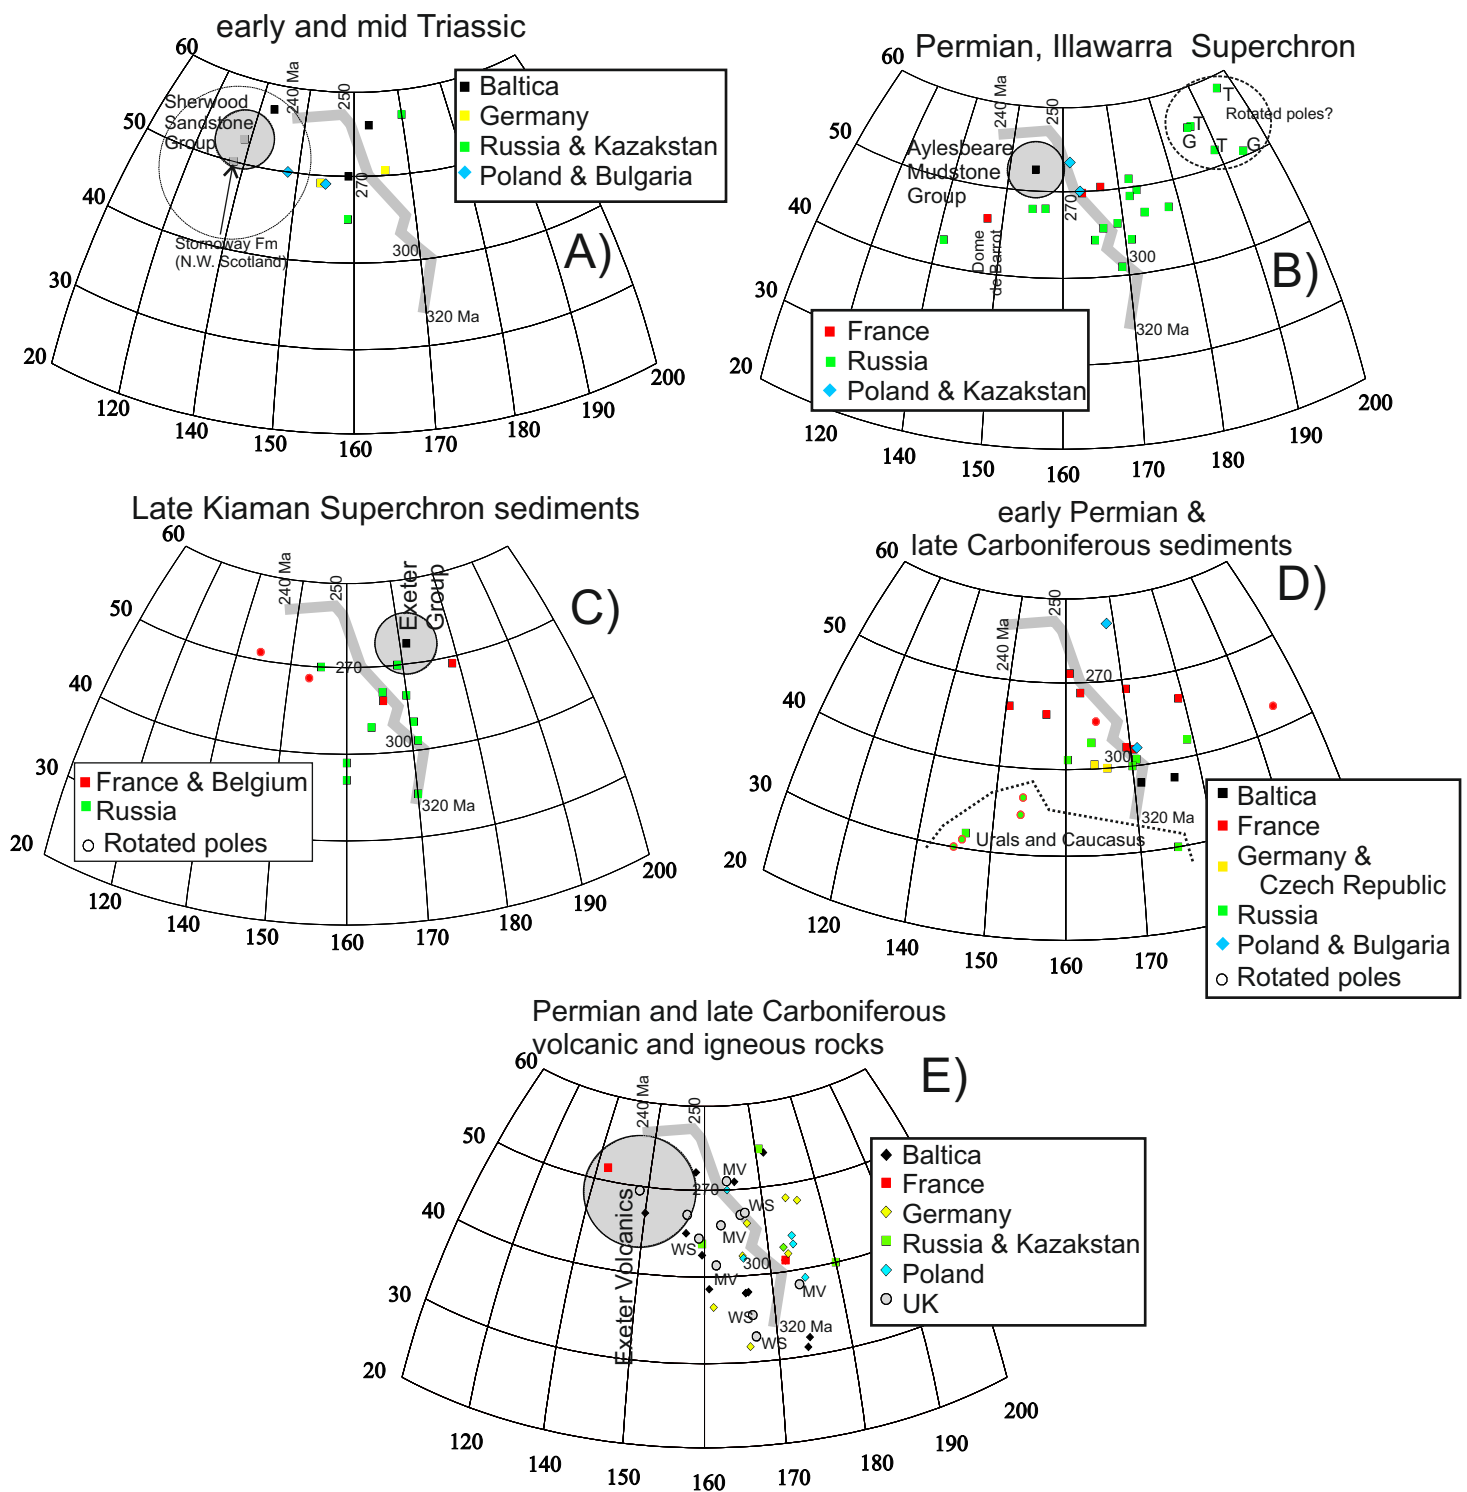 early and mid Triassic
60
50
40
30
20
120
140
150
160
170
180
190
200
240 Ma
250
270
300
320 Ma
Sherwood
Sandstone
Group
Stornoway Fm
(N.W. Scotland)
A)
Baltica
Germany
Russia & Kazakstan
Poland & Bulgaria
Permian, Illawarra Superchron
60
50
40
30
20
120
140
150
160
170
180
190
200
240 Ma
250
270
300
320 Ma
Aylesbeare
Mudstone
Group
Dome
de Barrot
T
Rotated poles?
T
G
T
G
B)
France
Russia
Poland & Kazakstan
Late Kiaman Superchron sediments
60
50
40
30
20
120
140
150
160
170
180
190
200
240 Ma
250
270
300
320 Ma
Exeter
Group
C)
France & Belgium
Russia
Rotated poles
early Permian &
late Carboniferous sediments
60
50
40
30
20
120
140
150
160
170
240 Ma
250
270
300
320 Ma
Urals and Caucasus
D)
Baltica
France
Germany &
Czech Republic
Russia
Poland & Bulgaria
Rotated poles
Permian and late Carboniferous
volcanic and igneous rocks
60
50
40
30
20
120
140
150
160
170
180
190
200
240 Ma
250
270
300
320 Ma
MV
WS
MV
WS
MV
MV
WS
WS
Exeter Volcanics
E)
Baltica
France
Germany
Russia & Kazakstan
Poland
UK